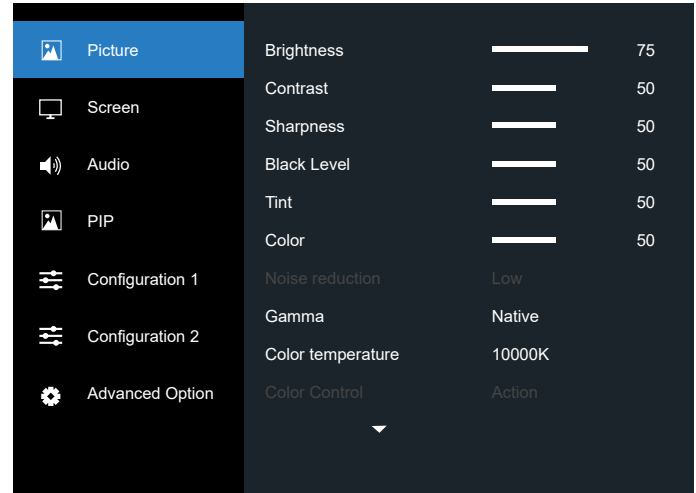 Picture
Screen
Audio
PIP
Configuration 1
Configuration 2
Advanced Option
Brightness 75
Contrast 50
Sharpness 50
Black Level 50
Tint 50
Color 50
Noise reduction Low
Gamma Native
Color temperature 10000K
Color Control Action